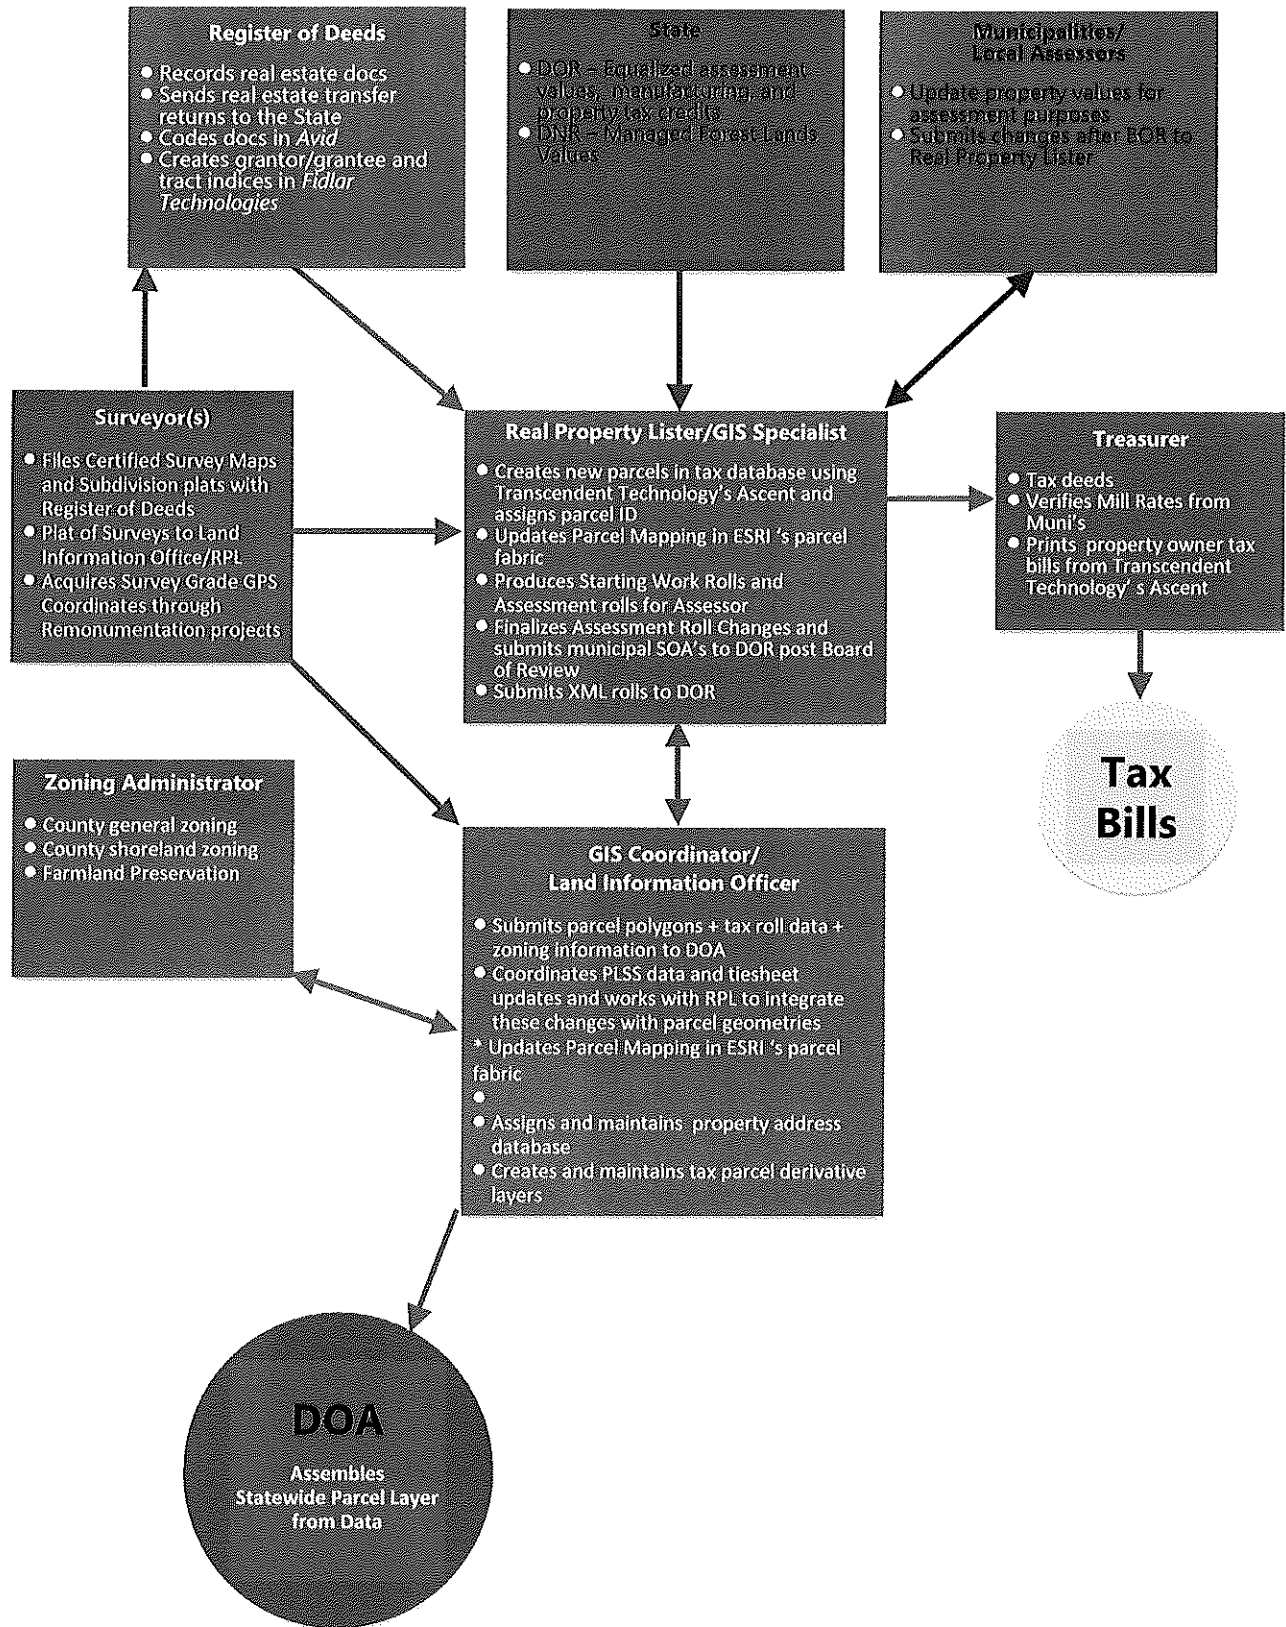 Register of Deeds
● Records real estate docs
● Sends real estate transfer
returns to the State
● Codes docs in Avid
● Creates grantor/grantee and
tract indices in Fidlar
Technologies
State
● DOR – Equalized assessment
values, manufacturing, and
property tax credits
● DNR – Managed Forest Lands
Values
Municipalities/
Local Assessors
● Update property values for
assessment purposes
● Submits changes after BOR to
Real Property Lister
Surveyor(s)
● Files Certified Survey Maps
and Subdivision plats with
Register of Deeds
● Plat of Surveys to Land
Information Office/RPL
● Acquires Survey Grade GPS
Coordinates through
Remonumentation projects
Real Property Lister/GIS Specialist
● Creates new parcels in tax database using
Transcendent Technology's Ascent and
assigns parcel ID
● Updates Parcel Mapping in ESRI 's parcel
fabric
● Produces Starting Work Rolls and
Assessment rolls for Assessor
● Finalizes Assessment Roll Changes and
submits municipal SOA's to DOR post Board
of Review
● Submits XML rolls to DOR
Treasurer
● Tax deeds
● Verifies Mill Rates from
Muni's
● Prints property owner tax
bills from Transcendent
Technology' s Ascent
Tax
Bills
Zoning Administrator
● County general zoning
● County shoreland zoning
● Farmland Preservation
GIS Coordinator/
Land Information Officer
● Submits parcel polygons + tax roll data +
zoning information to DOA
● Coordinates PLSS data and tiesheet
updates and works with RPL to integrate
these changes with parcel geometries
* Updates Parcel Mapping in ESRI 's parcel
fabric
●
● Assigns and maintains property address
database
● Creates and maintains tax parcel derivative
layers
DOA
Assembles
Statewide Parcel Layer
from Data